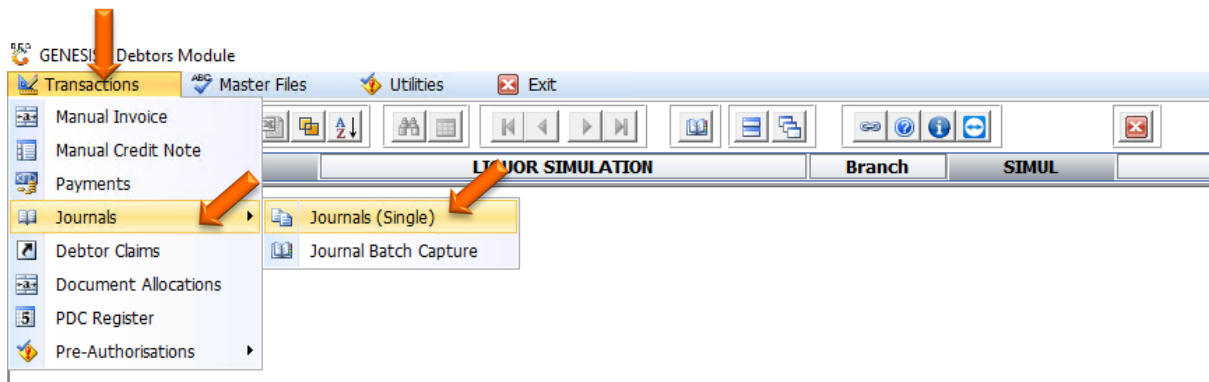 GENESIS Debtors Module
Transactions Master Files Utilities Exit
Manual Invoice
Manual Credit Note
LIQUOR SIMULATION Branch SIMUL
Payments
Journals Journals (Single)
Debtor Claims Journal Batch Capture
Document Allocations
PDC Register
Pre-Authorisations